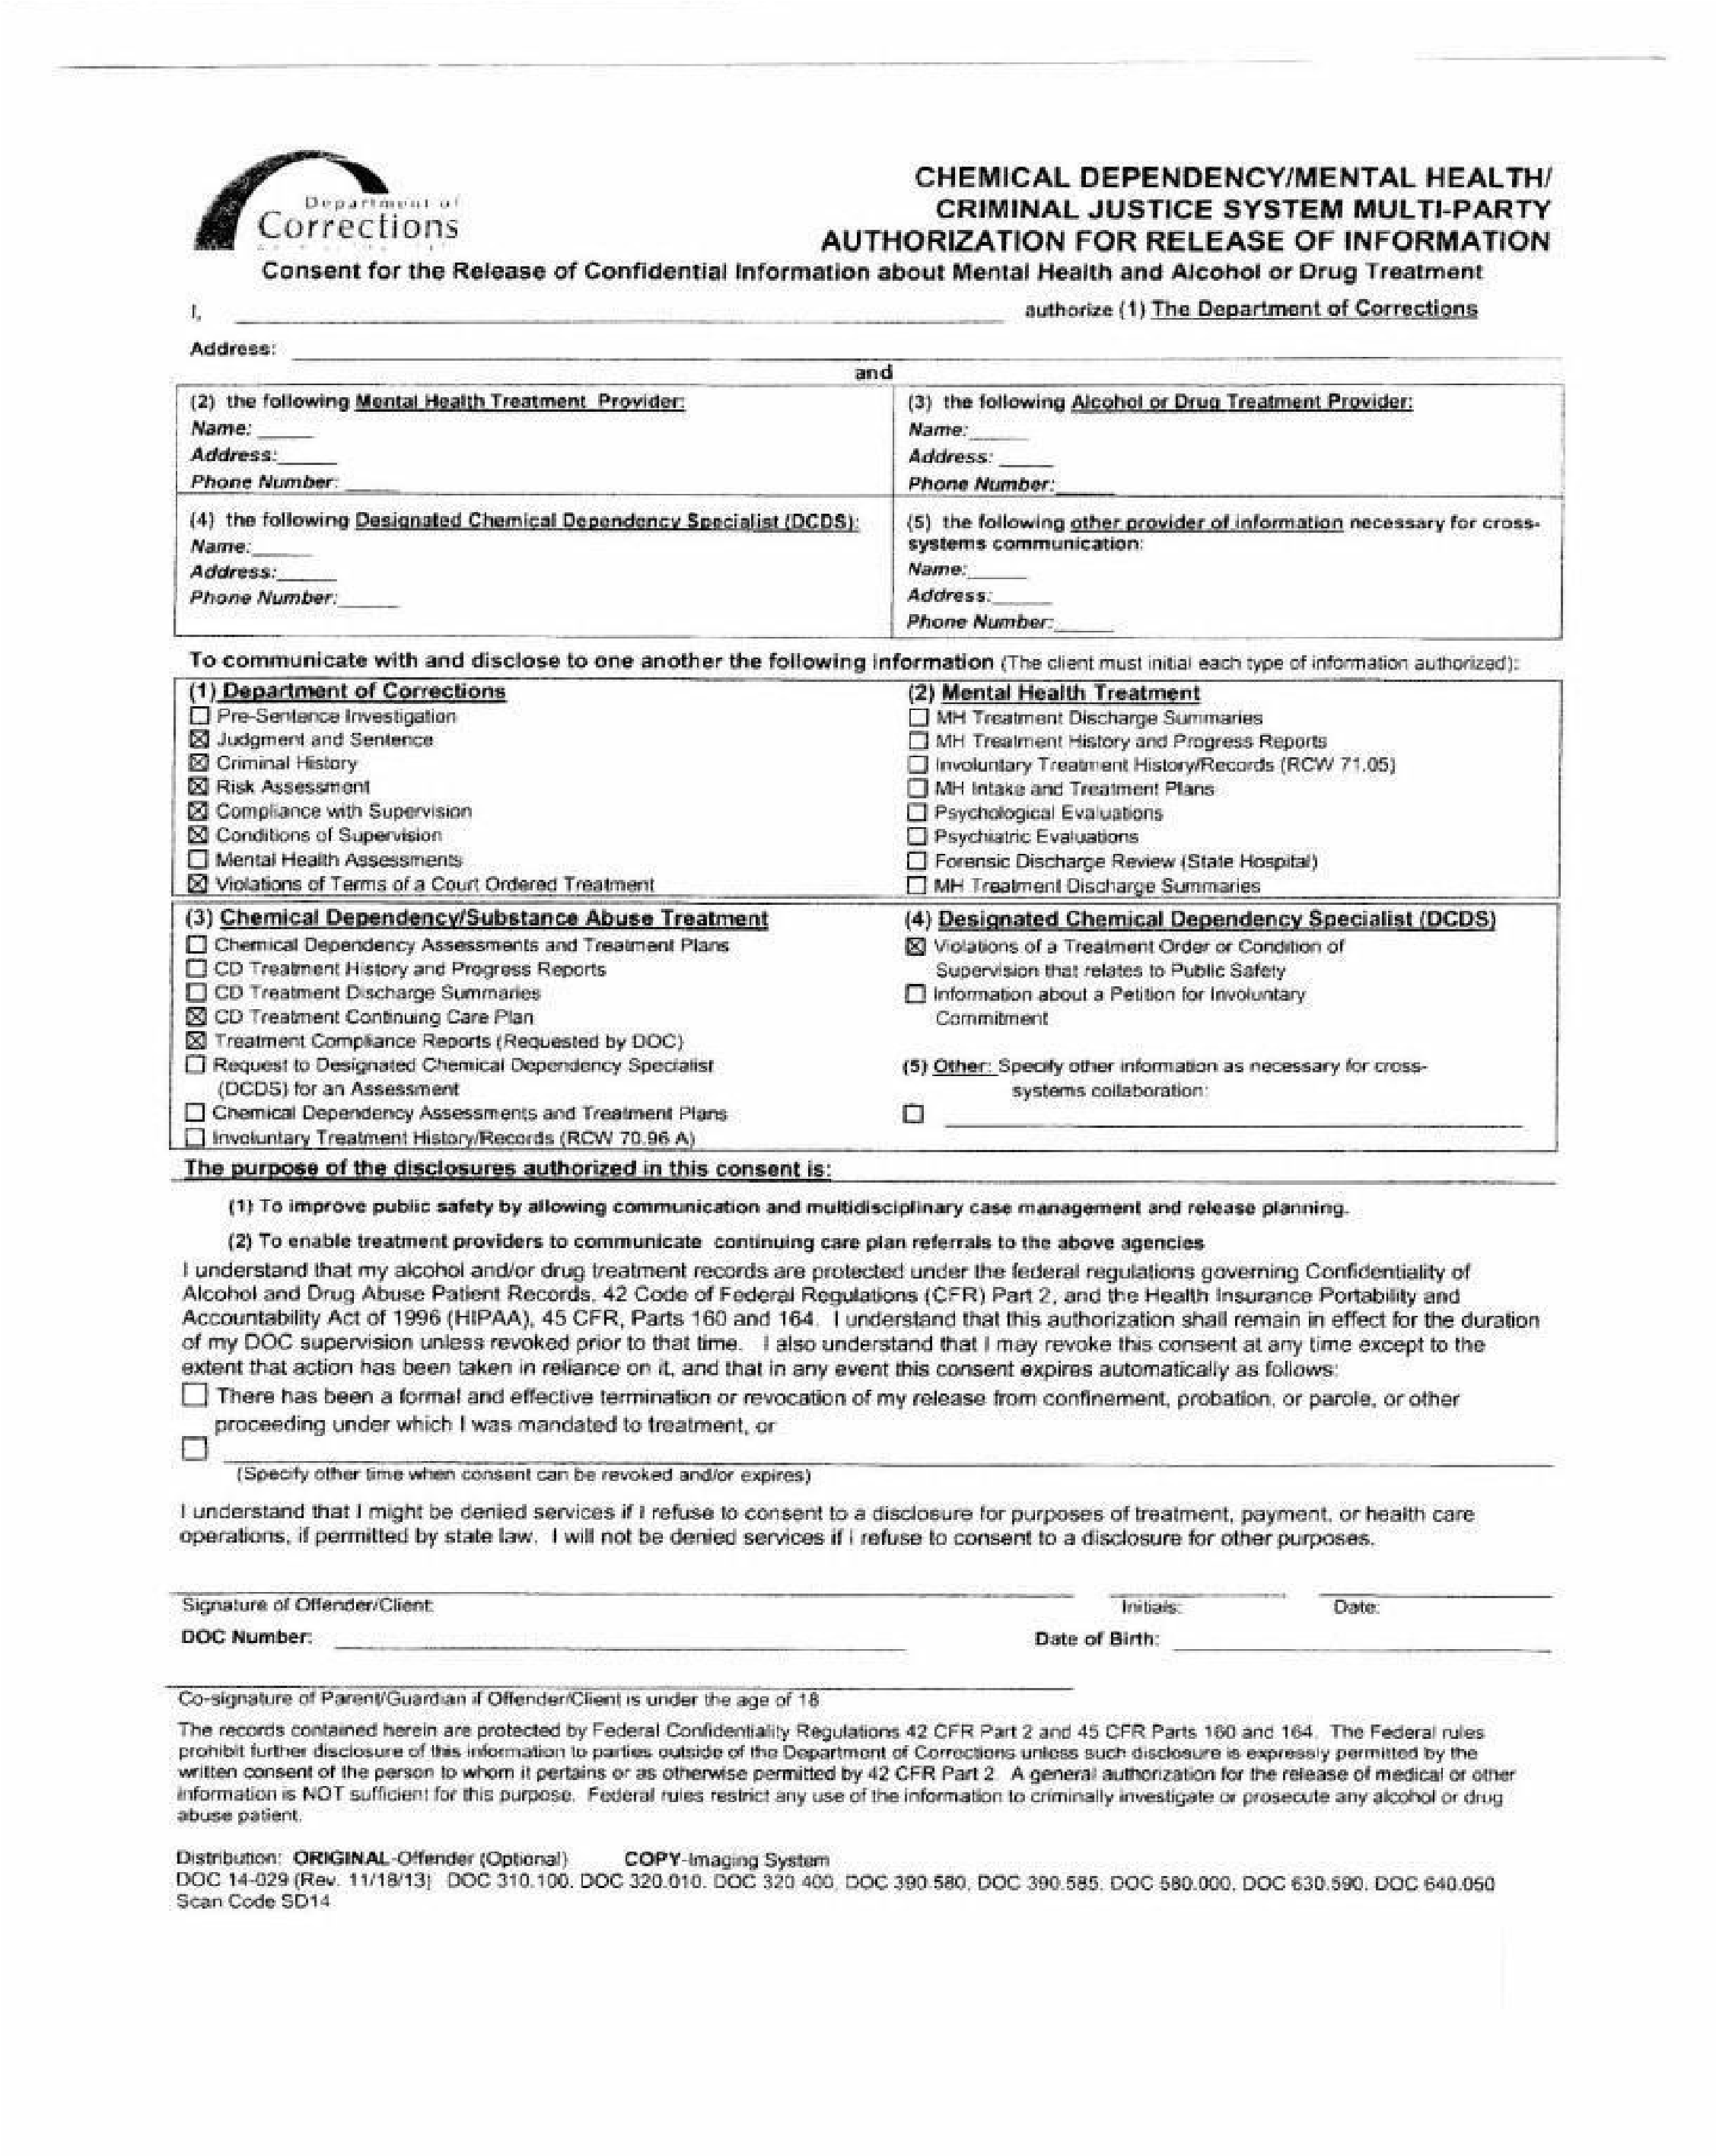 Department of
Corrections
CHEMICAL DEPENDENCY/MENTAL HEALTH/
CRIMINAL JUSTICE SYSTEM MULTI-PARTY
AUTHORIZATION FOR RELEASE OF INFORMATION
Consent for the Release of Confidential Information about Mental Health and Alcohol or Drug Treatment
I, authorize (1) The Department of Corrections
Address:
and
(2) the following Mental Health Treatment Provider:
Name:
Address:
Phone Number:
(3) the following Alcohol or Drug Treatment Provider:
Name:
Address:
Phone Number:
(4) the following Designated Chemical Dependency Specialist (DCDS):
Name:
Address:
Phone Number:
(5) the following other provider of information necessary for cross-
systems communication:
Name:
Address:
Phone Number:
To communicate with and disclose to one another the following information (The client must initial each type of information authorized):
(1) Department of Corrections
☐ Pre-Sentence Investigation
☒ Judgment and Sentence
☒ Criminal History
☒ Risk Assessment
☒ Compliance with Supervision
☒ Conditions of Supervision
☐ Mental Health Assessments
☒ Violations of Terms of a Court Ordered Treatment
(2) Mental Health Treatment
☐ MH Treatment Discharge Summaries
☐ MH Treatment History and Progress Reports
☐ Involuntary Treatment History/Records (RCW 71.05)
☐ MH Intake and Treatment Plans
☐ Psychological Evaluations
☐ Psychiatric Evaluations
☐ Forensic Discharge Review (State Hospital)
☐ MH Treatment Discharge Summaries
(3) Chemical Dependency/Substance Abuse Treatment
☐ Chemical Dependency Assessments and Treatment Plans
☐ CD Treatment History and Progress Reports
☐ CD Treatment Discharge Summaries
☒ CD Treatment Continuing Care Plan
☒ Treatment Compliance Reports (Requested by DOC)
☐ Request to Designated Chemical Dependency Specialist
(DCDS) for an Assessment
☐ Chemical Dependency Assessments and Treatment Plans
☐ Involuntary Treatment History/Records (RCW 70.96 A)
(4) Designated Chemical Dependency Specialist (DCDS)
☒ Violations of a Treatment Order or Condition of
Supervision that relates to Public Safety
☐ Information about a Petition for Involuntary
Commitment
(5) Other: Specify other information as necessary for cross-
systems collaboration:
☐
The purpose of the disclosures authorized in this consent is:
(1) To improve public safety by allowing communication and multidisciplinary case management and release planning.
(2) To enable treatment providers to communicate continuing care plan referrals to the above agencies
I understand that my alcohol and/or drug treatment records are protected under the federal regulations governing Confidentiality of
Alcohol and Drug Abuse Patient Records, 42 Code of Federal Regulations (CFR) Part 2, and the Health Insurance Portability and
Accountability Act of 1996 (HIPAA), 45 CFR, Parts 160 and 164. I understand that this authorization shall remain in effect for the duration
of my DOC supervision unless revoked prior to that time. I also understand that I may revoke this consent at any time except to the
extent that action has been taken in reliance on it, and that in any event this consent expires automatically as follows:
☐ There has been a formal and effective termination or revocation of my release from confinement, probation, or parole, or other
proceeding under which I was mandated to treatment, or
☐
(Specify other time when consent can be revoked and/or expires)
I understand that I might be denied services if I refuse to consent to a disclosure for purposes of treatment, payment, or health care
operations, if permitted by state law. I will not be denied services if i refuse to consent to a disclosure for other purposes.
Signature of Offender/Client: Initials: Date:
DOC Number: Date of Birth:
Co-signature of Parent/Guardian if Offender/Client is under the age of 18
The records contained herein are protected by Federal Confidentiality Regulations 42 CFR Part 2 and 45 CFR Parts 160 and 164. The Federal rules
prohibit further disclosure of this information to parties outside of the Department of Corrections unless such disclosure is expressly permitted by the
written consent of the person to whom it pertains or as otherwise permitted by 42 CFR Part 2. A general authorization for the release of medical or other
information is NOT sufficient for this purpose. Federal rules restrict any use of the information to criminally investigate or prosecute any alcohol or drug
abuse patient.
Distribution: ORIGINAL-Offender (Optional) COPY-Imaging System
DOC 14-029 (Rev. 11/18/13) DOC 310.100, DOC 320.010, DOC 320.400, DOC 390.580, DOC 390.585, DOC 580.000, DOC 630.590, DOC 640.050
Scan Code SD14